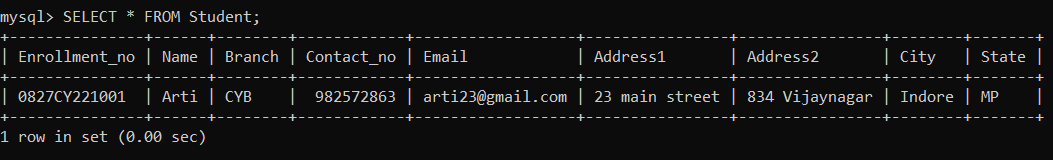 mysql> SELECT * FROM Student;
+---------------+------+--------+------------+------------------+----------------+----------------+--------+-------+
| Enrollment_no | Name | Branch | Contact_no | Email            | Address1       | Address2       | City   | State |
+---------------+------+--------+------------+------------------+----------------+----------------+--------+-------+
| 0827CY221001  | Arti | CYB    |  982572863 | arti23@gmail.com | 23 main street | 834 Vijaynagar | Indore | MP    |
+---------------+------+--------+------------+------------------+----------------+----------------+--------+-------+
1 row in set (0.00 sec)